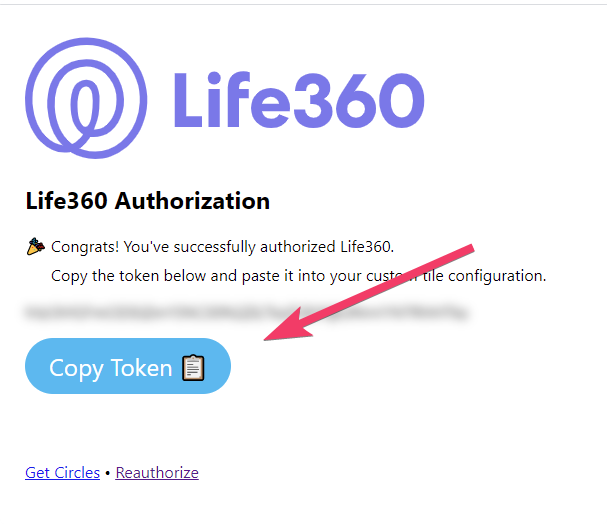 Life360
Life360 Authorization
🎉 Congrats! You've successfully authorized Life360.
Copy the token below and paste it into your custom tile configuration.
Copy Token 📋
Get Circles • Reauthorize